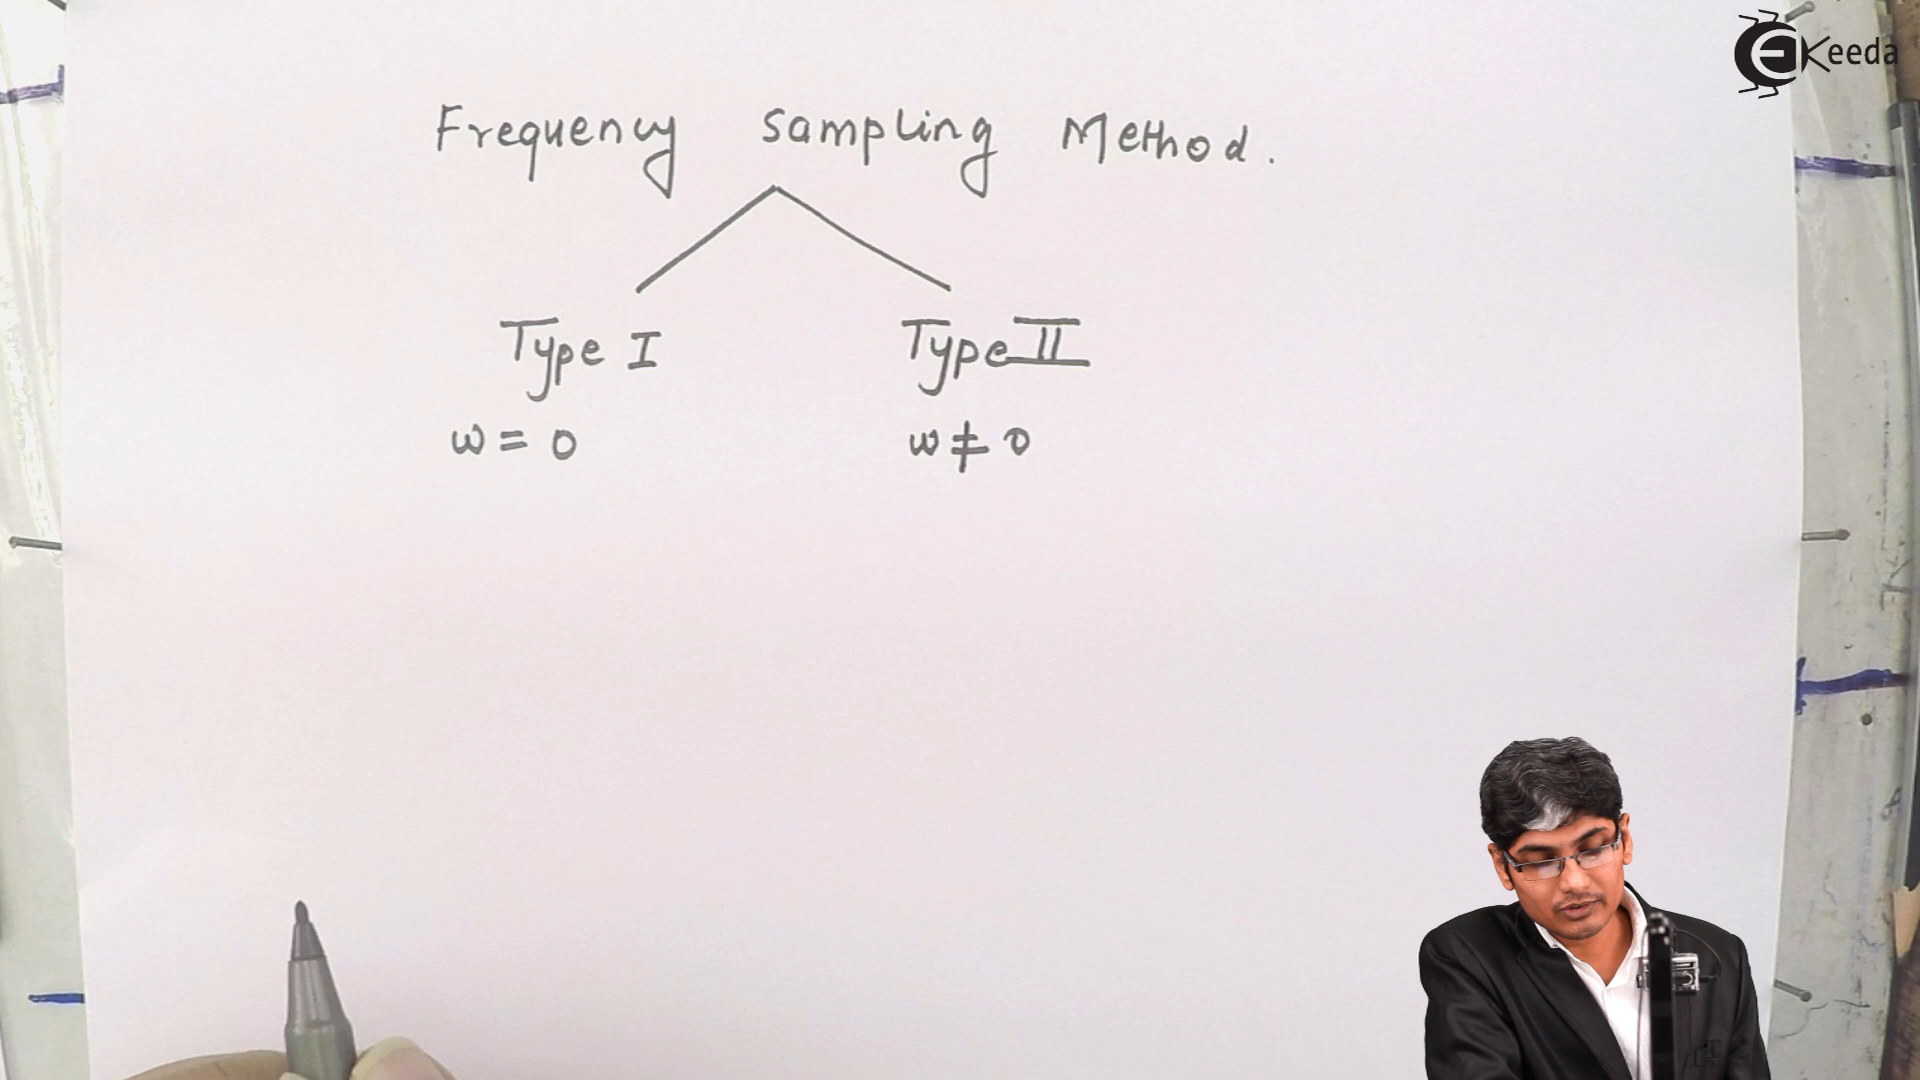 EKeeda
Frequency Sampling Method.
Type I Type II
w = 0 w ≠ 0